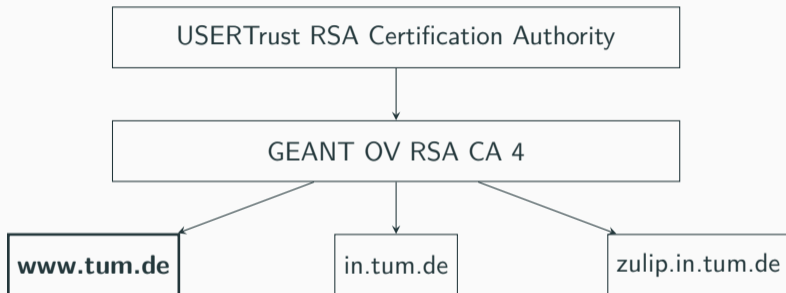 USERTrust RSA Certification Authority
GEANT OV RSA CA 4
www.tum.de
in.tum.de
zulip.in.tum.de